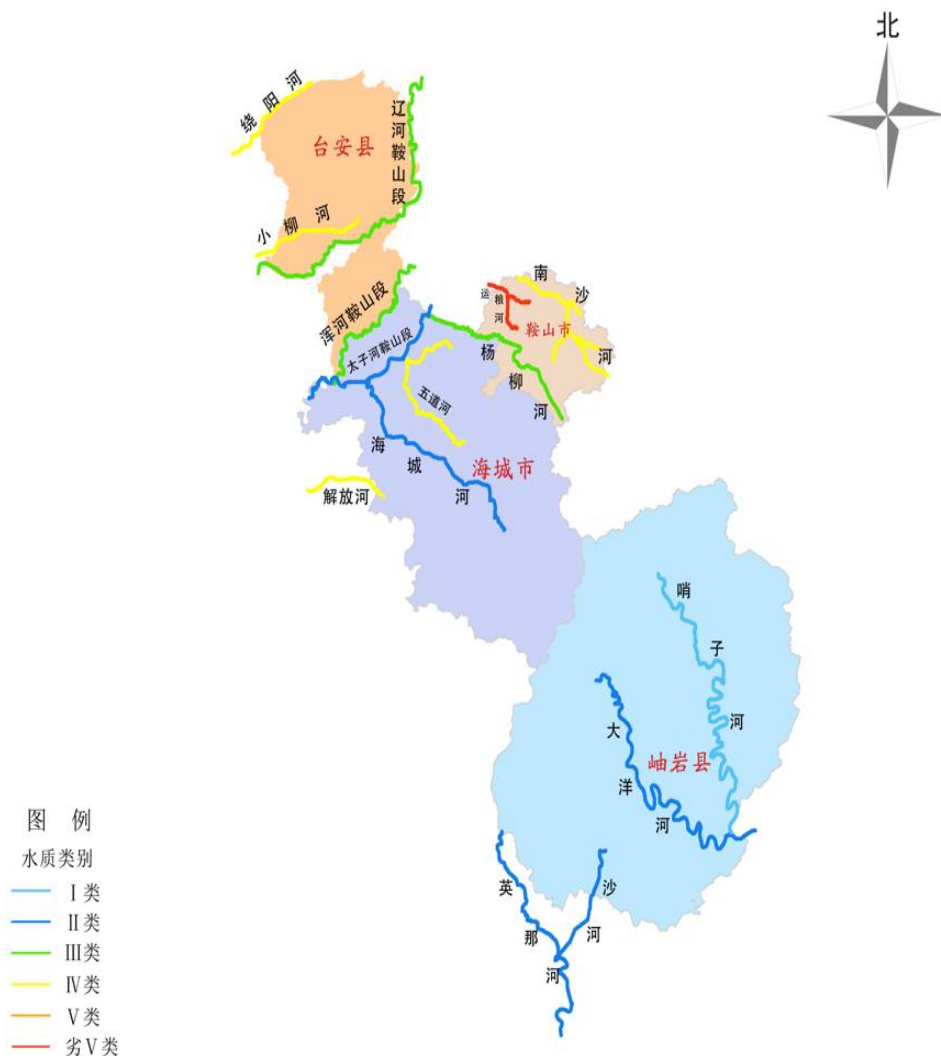 北
绕阳河
台安县
辽河鞍山段
小柳河
浑河鞍山段
太子河鞍山段
南沙河
运粮河
鞍山市
杨柳河
五道河
海城河
海城市
解放河
哨子河
大洋河
岫岩县
英那河
沙河
图 例
水质类别
Ⅰ类
Ⅱ类
Ⅲ类
Ⅳ类
Ⅴ类
劣Ⅴ类